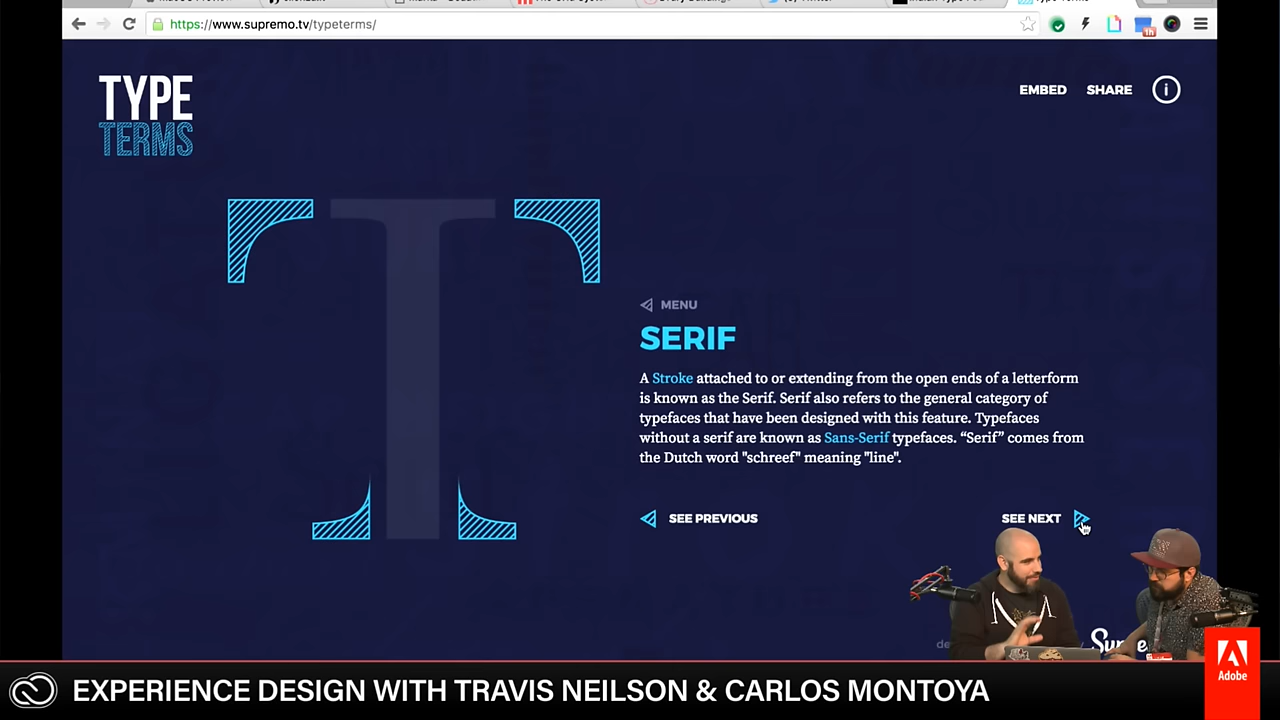 https://www.supremo.tv/typeterms/
1h
TYPE
TERMS
EMBED
SHARE
i
MENU
SERIF
A Stroke attached to or extending from the open ends of a letterform
is known as the Serif. Serif also refers to the general category of
typefaces that have been designed with this feature. Typefaces
without a serif are known as Sans-Serif typefaces. “Serif” comes from
the Dutch word "schreef" meaning "line".
SEE PREVIOUS
SEE NEXT
Adobe
EXPERIENCE DESIGN WITH TRAVIS NEILSON & CARLOS MONTOYA